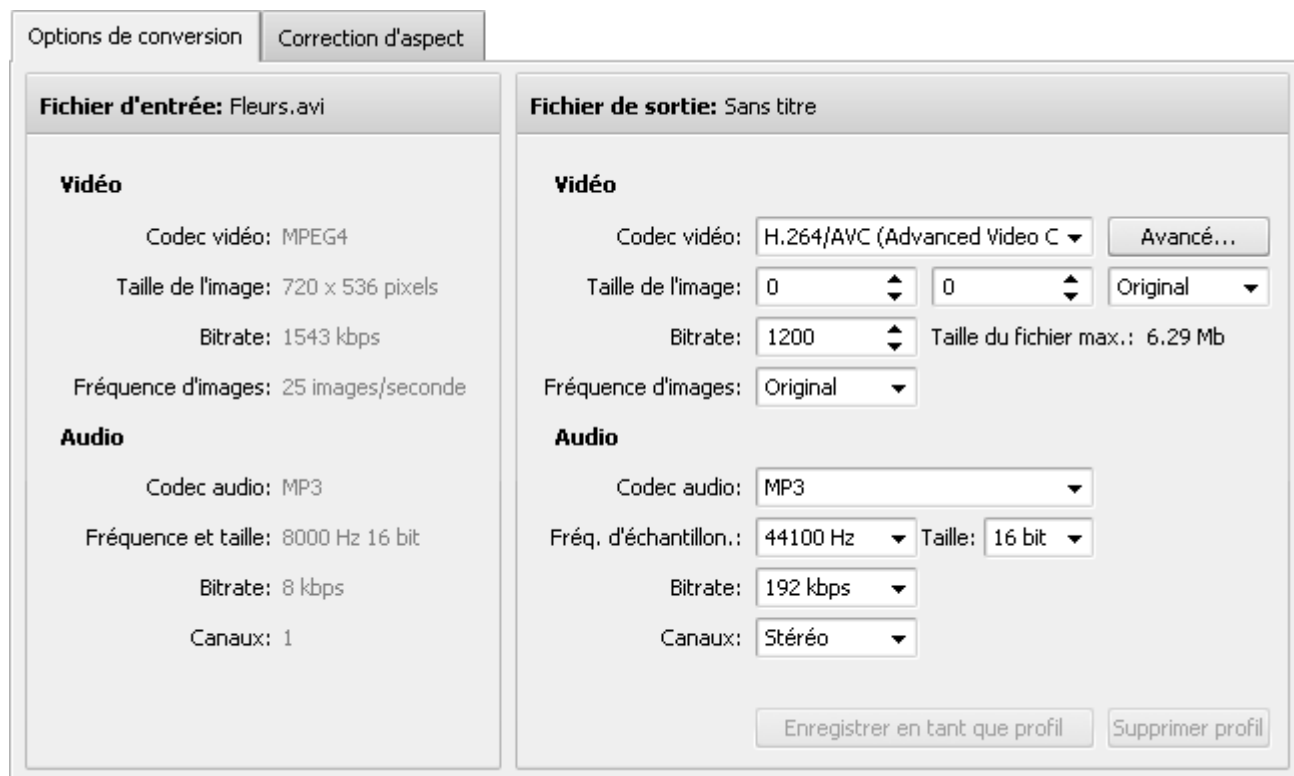 Options de conversion
Correction d'aspect
Fichier d'entrée: Fleurs.avi
Vidéo
Codec vidéo: MPEG4
Taille de l'image: 720 x 536 pixels
Bitrate: 1543 kbps
Fréquence d'images: 25 images/seconde
Audio
Codec audio: MP3
Fréquence et taille: 8000 Hz 16 bit
Bitrate: 8 kbps
Canaux: 1
Fichier de sortie: Sans titre
Vidéo
Codec vidéo: H.264/AVC (Advanced Video C Avancé...
Taille de l'image: 0 0 Original
Bitrate: 1200 Taille du fichier max.: 6.29 Mb
Fréquence d'images: Original
Audio
Codec audio: MP3
Fréq. d'échantillon.: 44100 Hz Taille: 16 bit
Bitrate: 192 kbps
Canaux: Stéréo
Enregistrer en tant que profil Supprimer profil